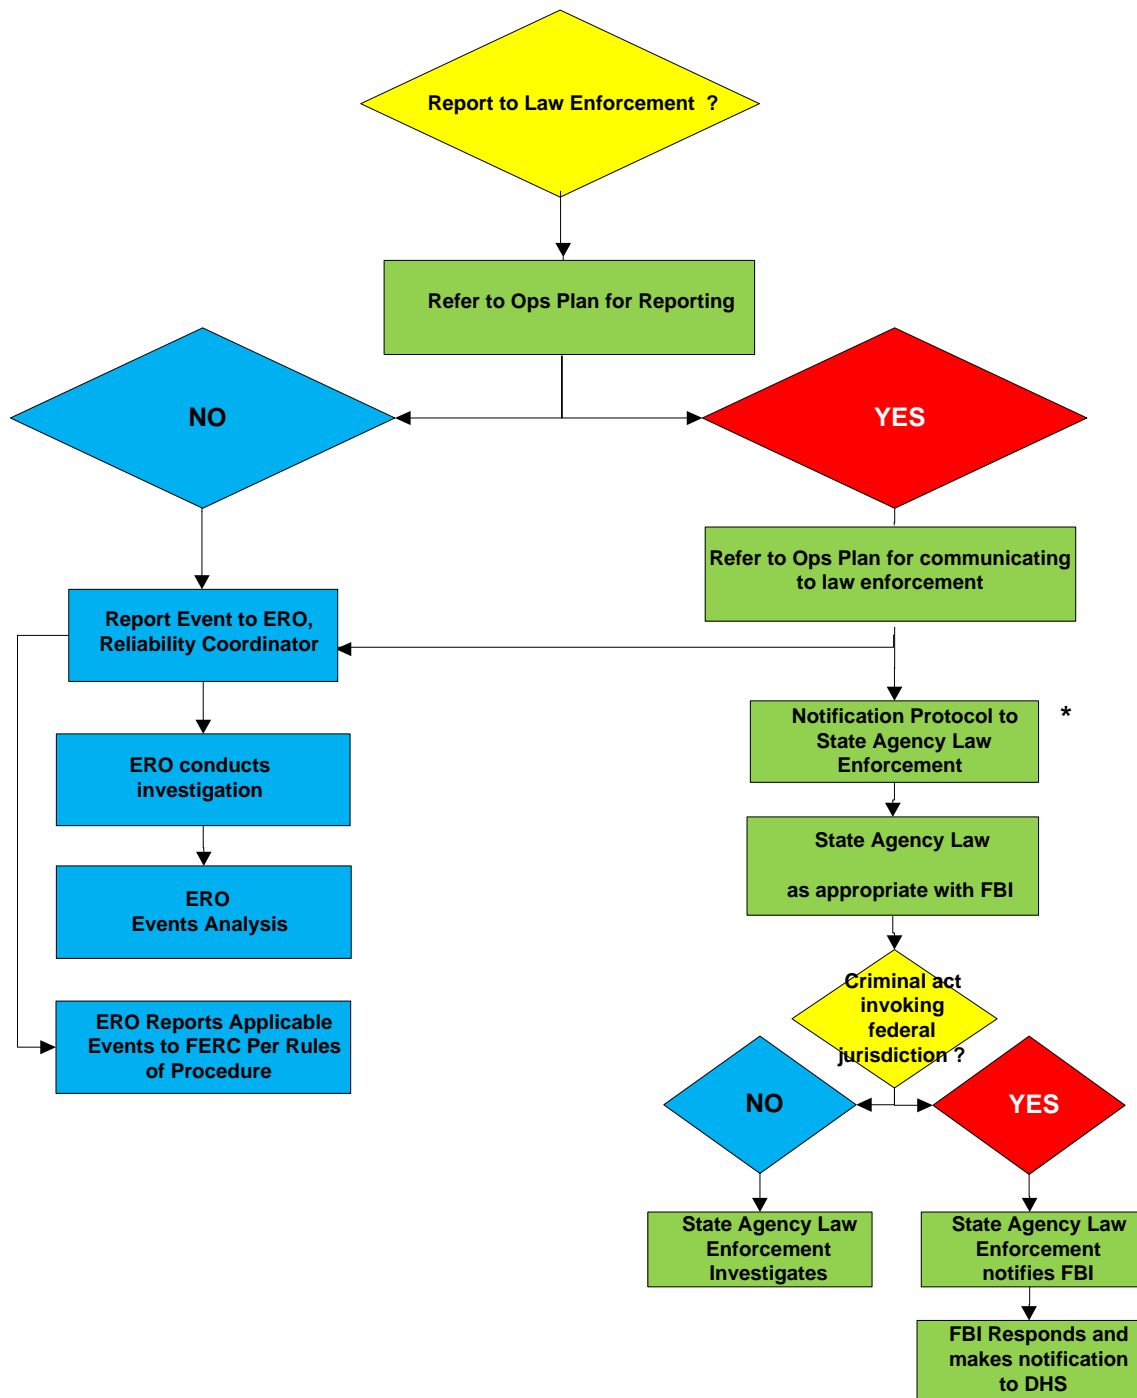 Report to Law Enforcement ?
Refer to Ops Plan for Reporting
NO
YES
Refer to Ops Plan for communicating
to law enforcement
Report Event to ERO,
Reliability Coordinator
Notification Protocol to
State Agency Law
Enforcement
*
ERO conducts
investigation
State Agency Law
as appropriate with FBI
ERO
Events Analysis
Criminal act
invoking
federal
jurisdiction ?
ERO Reports Applicable
Events to FERC Per Rules
of Procedure
NO
YES
State Agency Law
Enforcement
Investigates
State Agency Law
Enforcement
notifies FBI
FBI Responds and
makes notification
to DHS